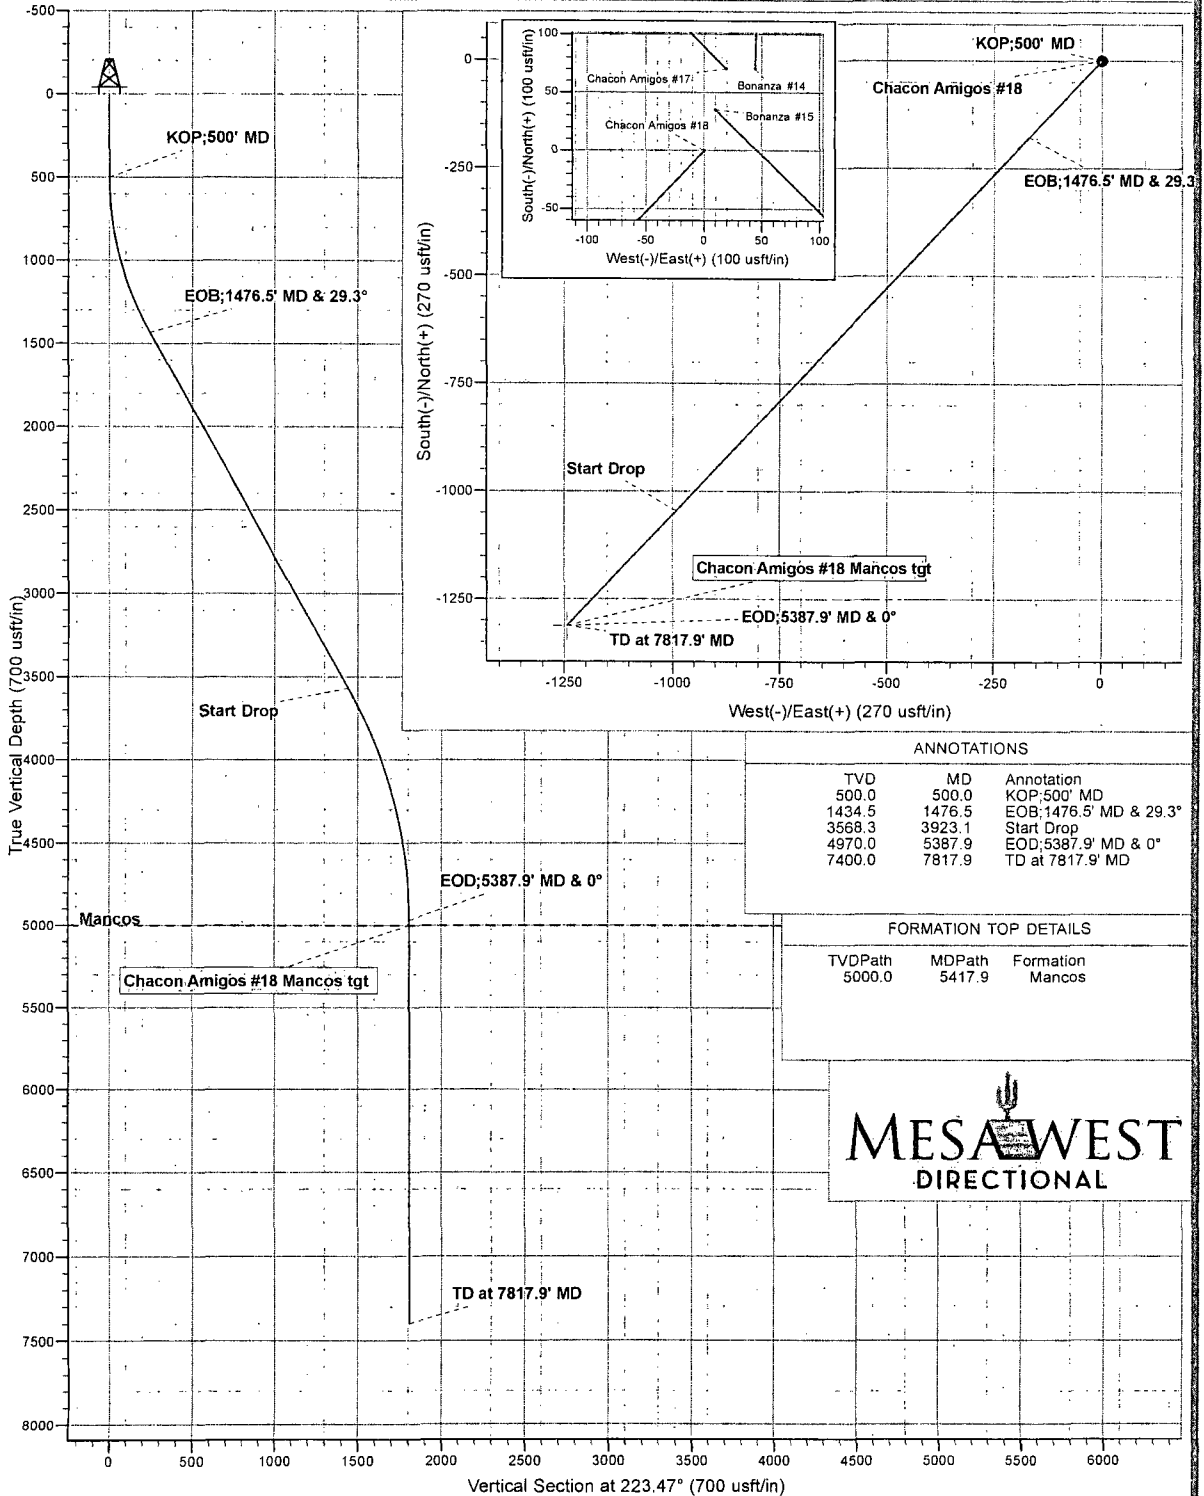 -500
0
500
1000
1500
2000
2500
3000
3500
4000
4500
5000
5500
6000
6500
7000
7500
8000
True Vertical Depth (700 usft/in)
KOP;500' MD
EOB;1476.5' MD & 29.3°
Start Drop
EOD;5387.9' MD & 0°
Mancos
Chacon Amigos #18 Mancos tgt
TD at 7817.9' MD
0
500
1000
1500
2000
2500
3000
3500
4000
4500
5000
5500
6000
Vertical Section at 223.47° (700 usft/in)
0
-250
-500
-750
-1000
-1250
South(-)/North(+) (270 usft/in)
KOP;500' MD
Chacon Amigos #18
EOB;1476.5' MD & 29.3
Start Drop
Chacon Amigos #18 Mancos tgt
EOD;5387.9' MD & 0°
TD at 7817.9' MD
-1250
-1000
-750
-500
-250
0
West(-)/East(+) (270 usft/in)
100
50
0
-50
South(-)/North(+) (100 usft/in)
Chacon Amigos #17
Bonanza #14
Chacon Amigos #18
Bonanza #15
-100
-50
0
50
100
West(-)/East(+) (100 usft/in)
ANNOTATIONS
TVD MD Annotation
500.0 500.0 KOP;500' MD
1434.5 1476.5 EOB;1476.5' MD & 29.3°
3568.3 3923.1 Start Drop
4970.0 5387.9 EOD;5387.9' MD & 0°
7400.0 7817.9 TD at 7817.9' MD
FORMATION TOP DETAILS
TVDPath MDPath Formation
5000.0 5417.9 Mancos
MESA WEST
DIRECTIONAL